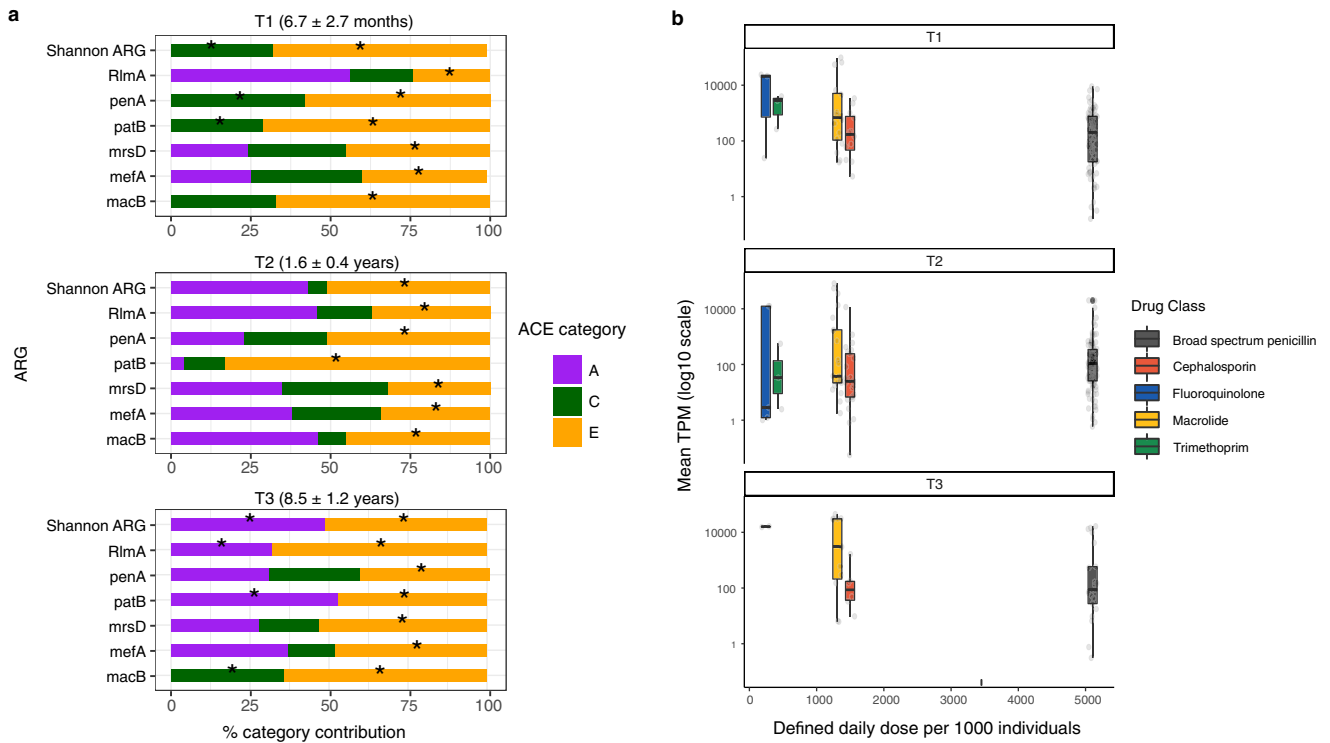 a
T1 (6.7 ± 2.7 months)
Shannon ARG
RlmA
penA
patB
mrsD
mefA
macB
0 25 50 75 100
T2 (1.6 ± 0.4 years)
Shannon ARG
RlmA
penA
patB
mrsD
mefA
macB
0 25 50 75 100
T3 (8.5 ± 1.2 years)
Shannon ARG
RlmA
penA
patB
mrsD
mefA
macB
0 25 50 75 100
% category contribution
ARG
ACE category
A
C
E
b
T1
10000
100
1
T2
10000
100
1
T3
10000
100
1
0 1000 2000 3000 4000 5000
Defined daily dose per 1000 individuals
Mean TPM (log10 scale)
Drug Class
Broad spectrum penicillin
Cephalosporin
Fluoroquinolone
Macrolide
Trimethoprim